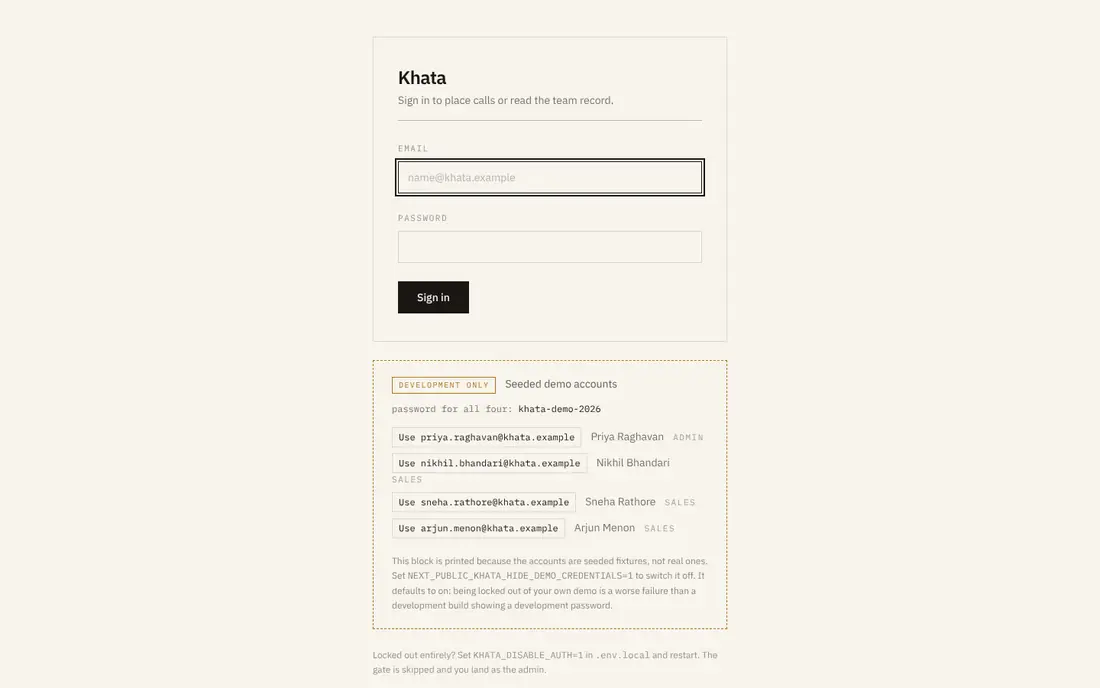 Khata
Sign in to place calls or read the team record.
EMAIL
name@khata.example
PASSWORD
Sign in
DEVELOPMENT ONLY Seeded demo accounts
password for all four: khata-demo-2026
Use priya.raghavan@khata.example Priya Raghavan ADMIN
Use nikhil.bhandari@khata.example Nikhil Bhandari
SALES
Use sneha.rathore@khata.example Sneha Rathore SALES
Use arjun.menon@khata.example Arjun Menon SALES
This block is printed because the accounts are seeded fixtures, not real ones.
Set NEXT_PUBLIC_KHATA_HIDE_DEMO_CREDENTIALS=1 to switch it off. It
defaults to on: being locked out of your own demo is a worse failure than a
development build showing a development password.
Locked out entirely? Set KHATA_DISABLE_AUTH=1 in .env.local and restart. The
gate is skipped and you land as the admin.